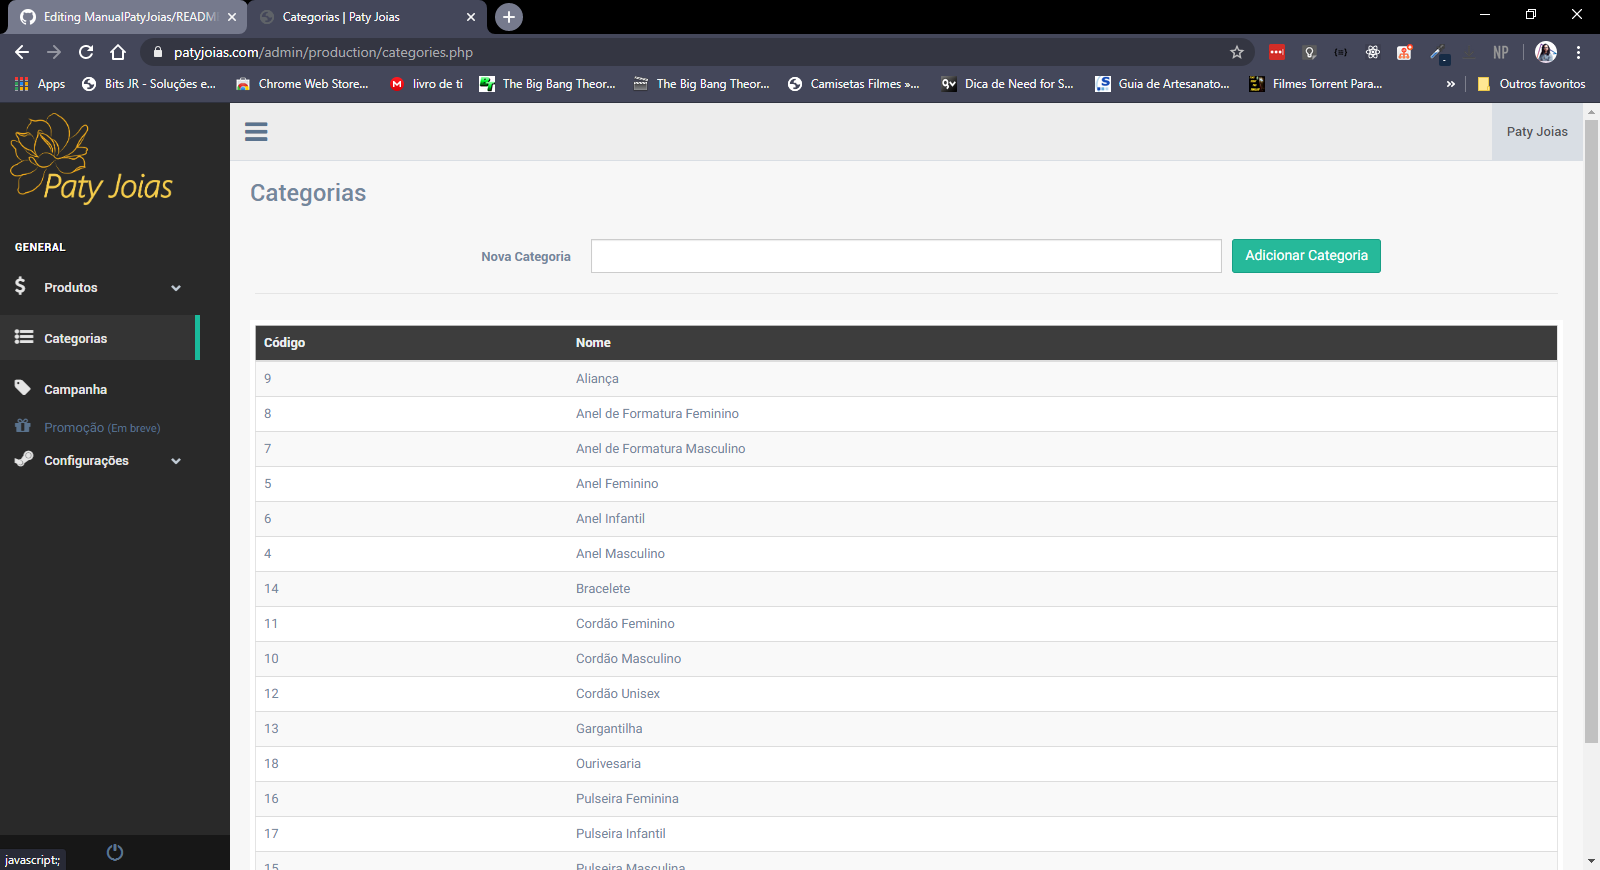 Editing ManualPatyJoias/READM
Categorias | Paty Joias
patyjoias.com/admin/production/categories.php
NP
Apps
Bits JR - Soluções e...
Chrome Web Store...
livro de ti
The Big Bang Theor...
The Big Bang Theor...
Camisetas Filmes »...
Dica de Need for S...
Guia de Artesanato...
Filmes Torrent Para...
Outros favoritos
Paty Joias
Paty Joias
Categorias
GENERAL
Nova Categoria
Adicionar Categoria
Produtos
Categorias
Campanha
Promoção (Em breve)
Configurações
Código Nome
9 Aliança
8 Anel de Formatura Feminino
7 Anel de Formatura Masculino
5 Anel Feminino
6 Anel Infantil
4 Anel Masculino
14 Bracelete
11 Cordão Feminino
10 Cordão Masculino
12 Cordão Unisex
13 Gargantilha
18 Ourivesaria
16 Pulseira Feminina
17 Pulseira Infantil
15 Pulseira Masculina
javascript:;